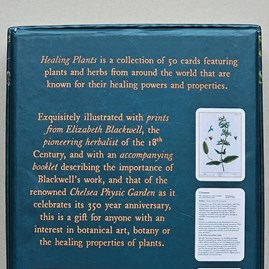 Healing Plants is a collection of 50 cards featuring
plants and herbs from around the world that are
known for their healing powers and properties.
Exquisitely illustrated with prints
from Elizabeth Blackwell, the
pioneering herbalist of the 18th
Century, and with an accompanying
booklet describing the importance of
Blackwell's work, and that of the
renowned Chelsea Physic Garden as it
celebrates its 350 year anniversary,
this is a gift for anyone with an
interest in botanical art, botany or
the healing properties of plants.